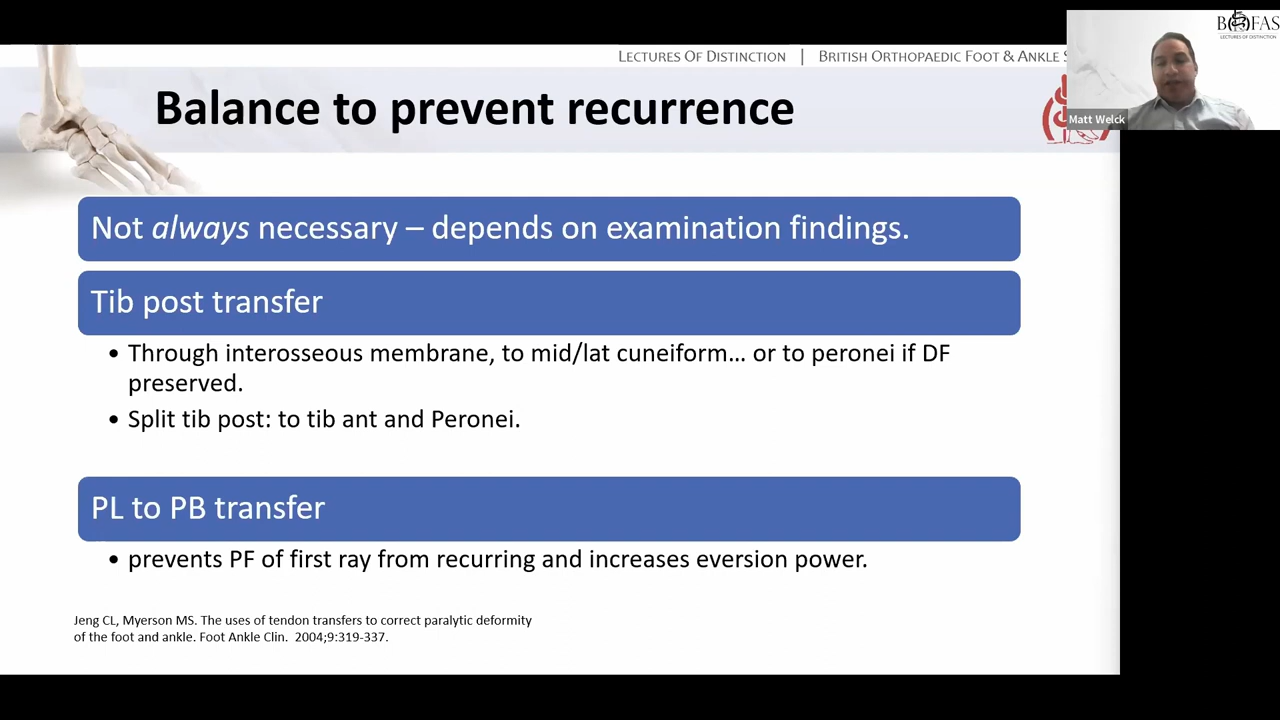 LECTURES OF DISTINCTION | BRITISH ORTHOPAEDIC FOOT & ANKLE
BOFAS
LECTURES OF DISTINCTION
Matt Welck
Balance to prevent recurrence
Not always necessary – depends on examination findings.
Tib post transfer
• Through interosseous membrane, to mid/lat cuneiform... or to peronei if DF
preserved.
• Split tib post: to tib ant and Peronei.
PL to PB transfer
• prevents PF of first ray from recurring and increases eversion power.
Jeng CL, Myerson MS. The uses of tendon transfers to correct paralytic deformity
of the foot and ankle. Foot Ankle Clin. 2004;9:319-337.